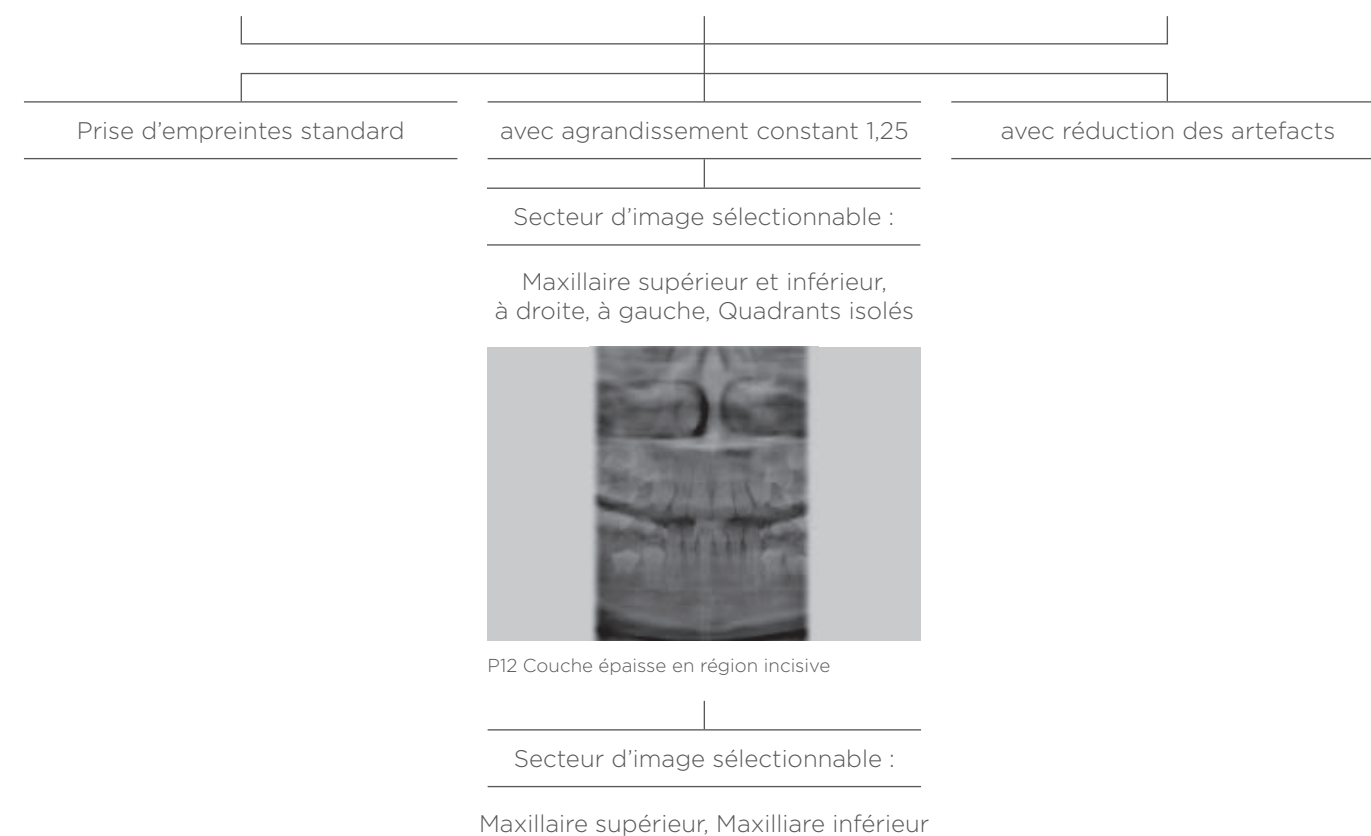 Prise d’empreintes standard
avec agrandissement constant 1,25
avec réduction des artefacts
Secteur d’image sélectionnable :
Maxillaire supérieur et inférieur,
à droite, à gauche, Quadrants isolés
P12 Couche épaisse en région incisive
Secteur d’image sélectionnable :
Maxillaire supérieur, Maxilliare inférieur